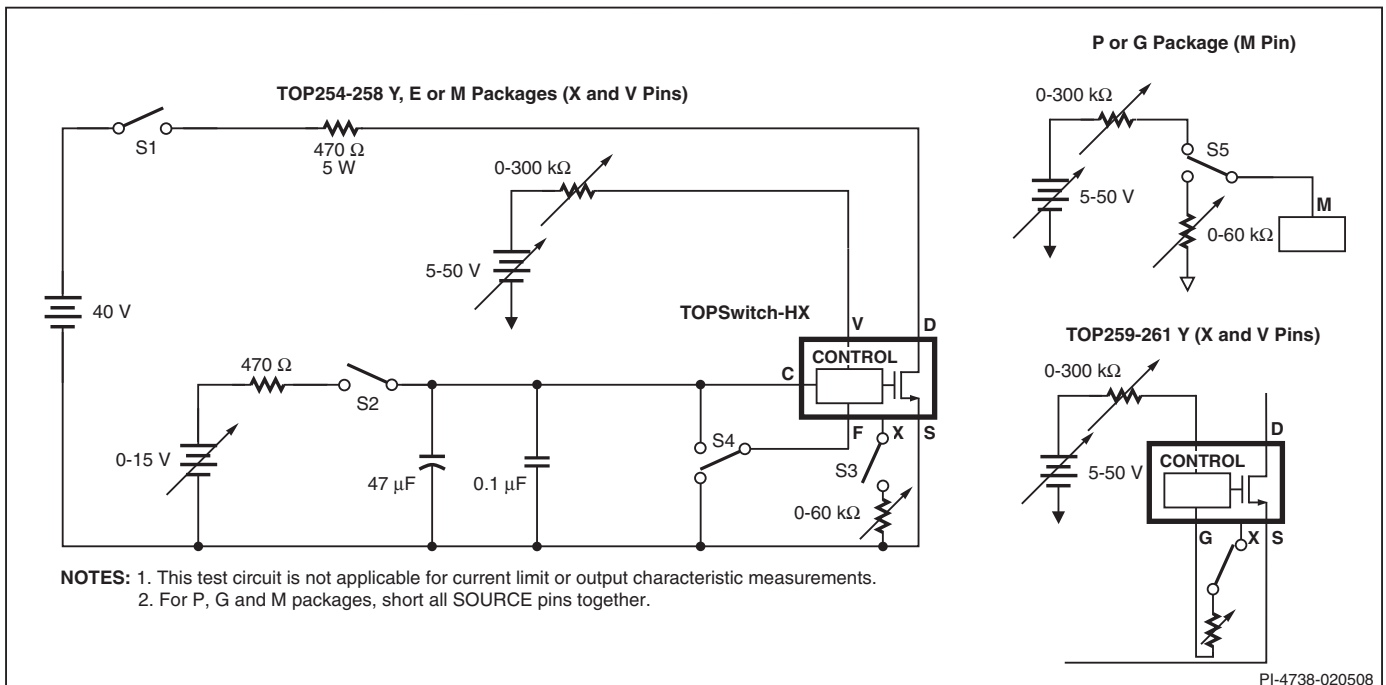 P or G Package (M Pin)
TOP254-258 Y, E or M Packages (X and V Pins)
S1
470 Ω
5 W
0-300 kΩ
5-50 V
40 V
TOPSwitch-HX
V
D
CONTROL
C
F
X
S
470 Ω
S2
0-15 V
47 µF
0.1 µF
S4
S3
0-60 kΩ
0-300 kΩ
S5
5-50 V
M
0-60 kΩ
TOP259-261 Y (X and V Pins)
0-300 kΩ
D
5-50 V
CONTROL
G
X
S
NOTES: 1. This test circuit is not applicable for current limit or output characteristic measurements.
2. For P, G and M packages, short all SOURCE pins together.
PI-4738-020508